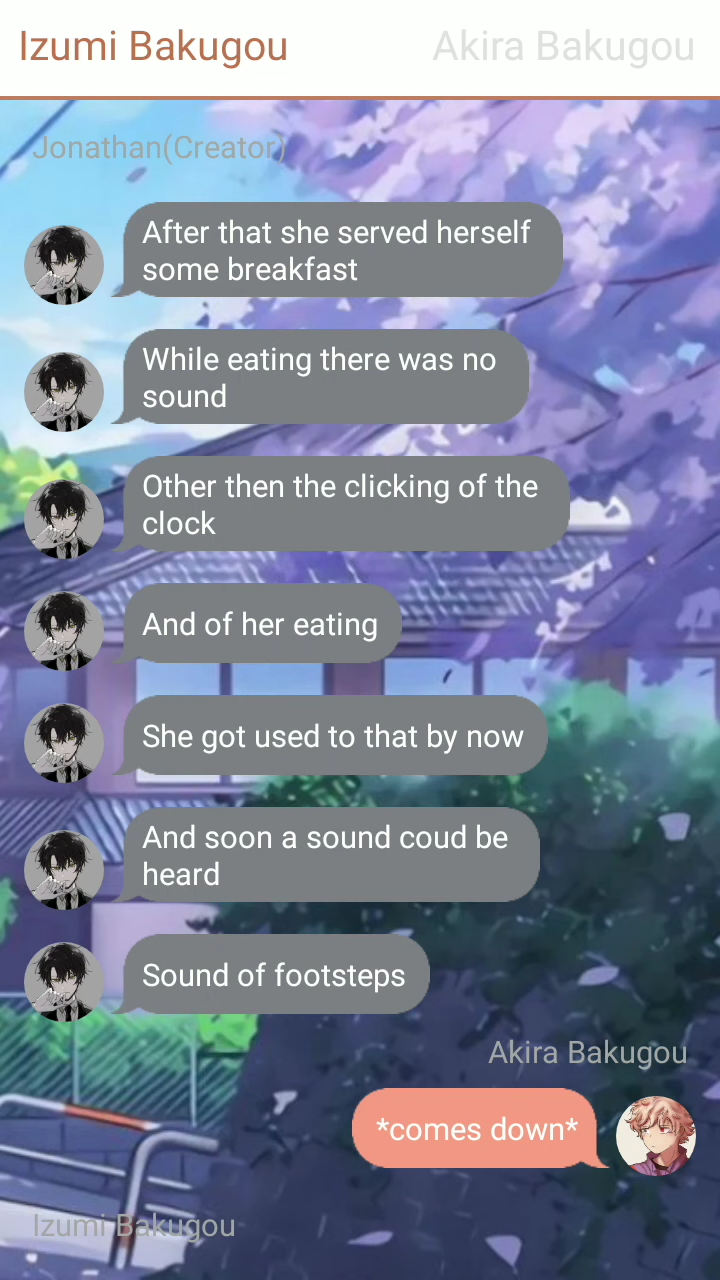 Izumi Bakugou
Akira Bakugou
Jonathan(Creator)
After that she served herself
some breakfast
While eating there was no
sound
Other then the clicking of the
clock
And of her eating
She got used to that by now
And soon a sound coud be
heard
Sound of footsteps
Akira Bakugou
*comes down*
Izumi Bakugou